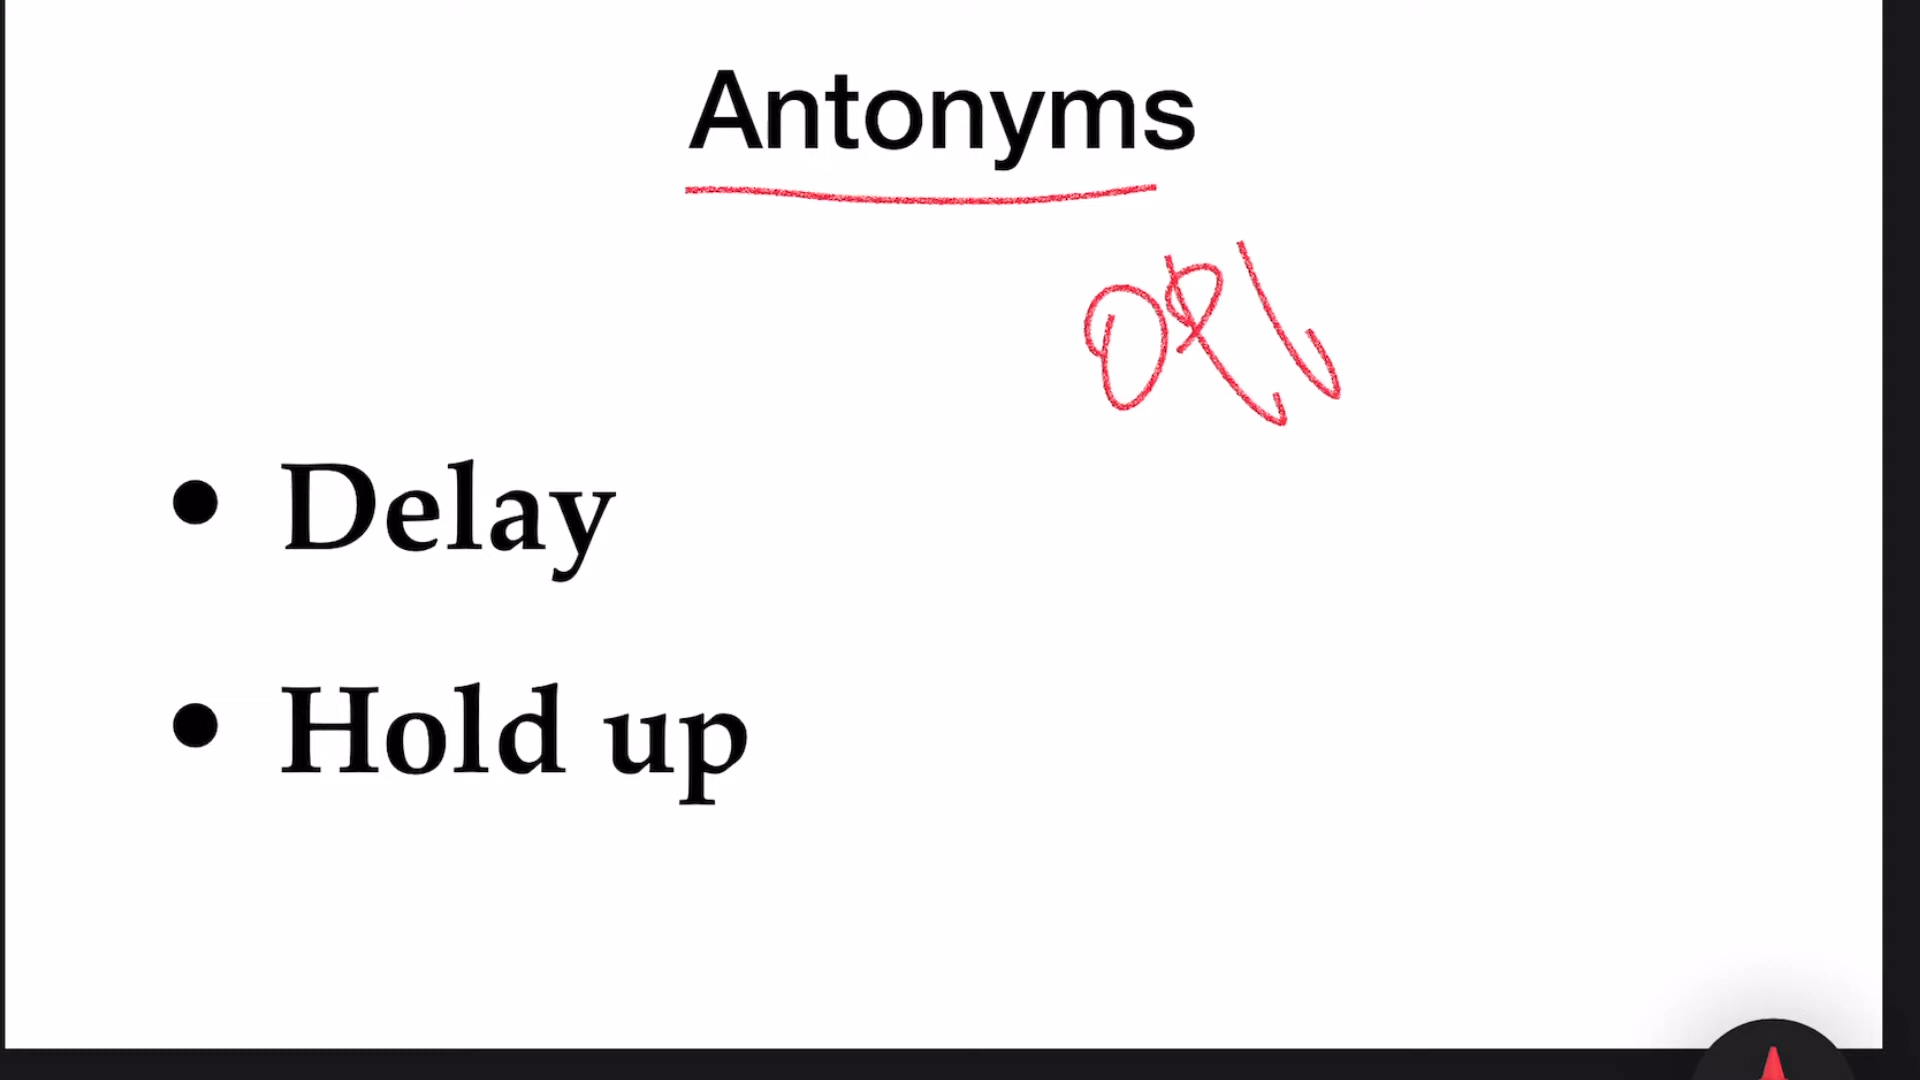 Antonyms
• Delay
• Hold up